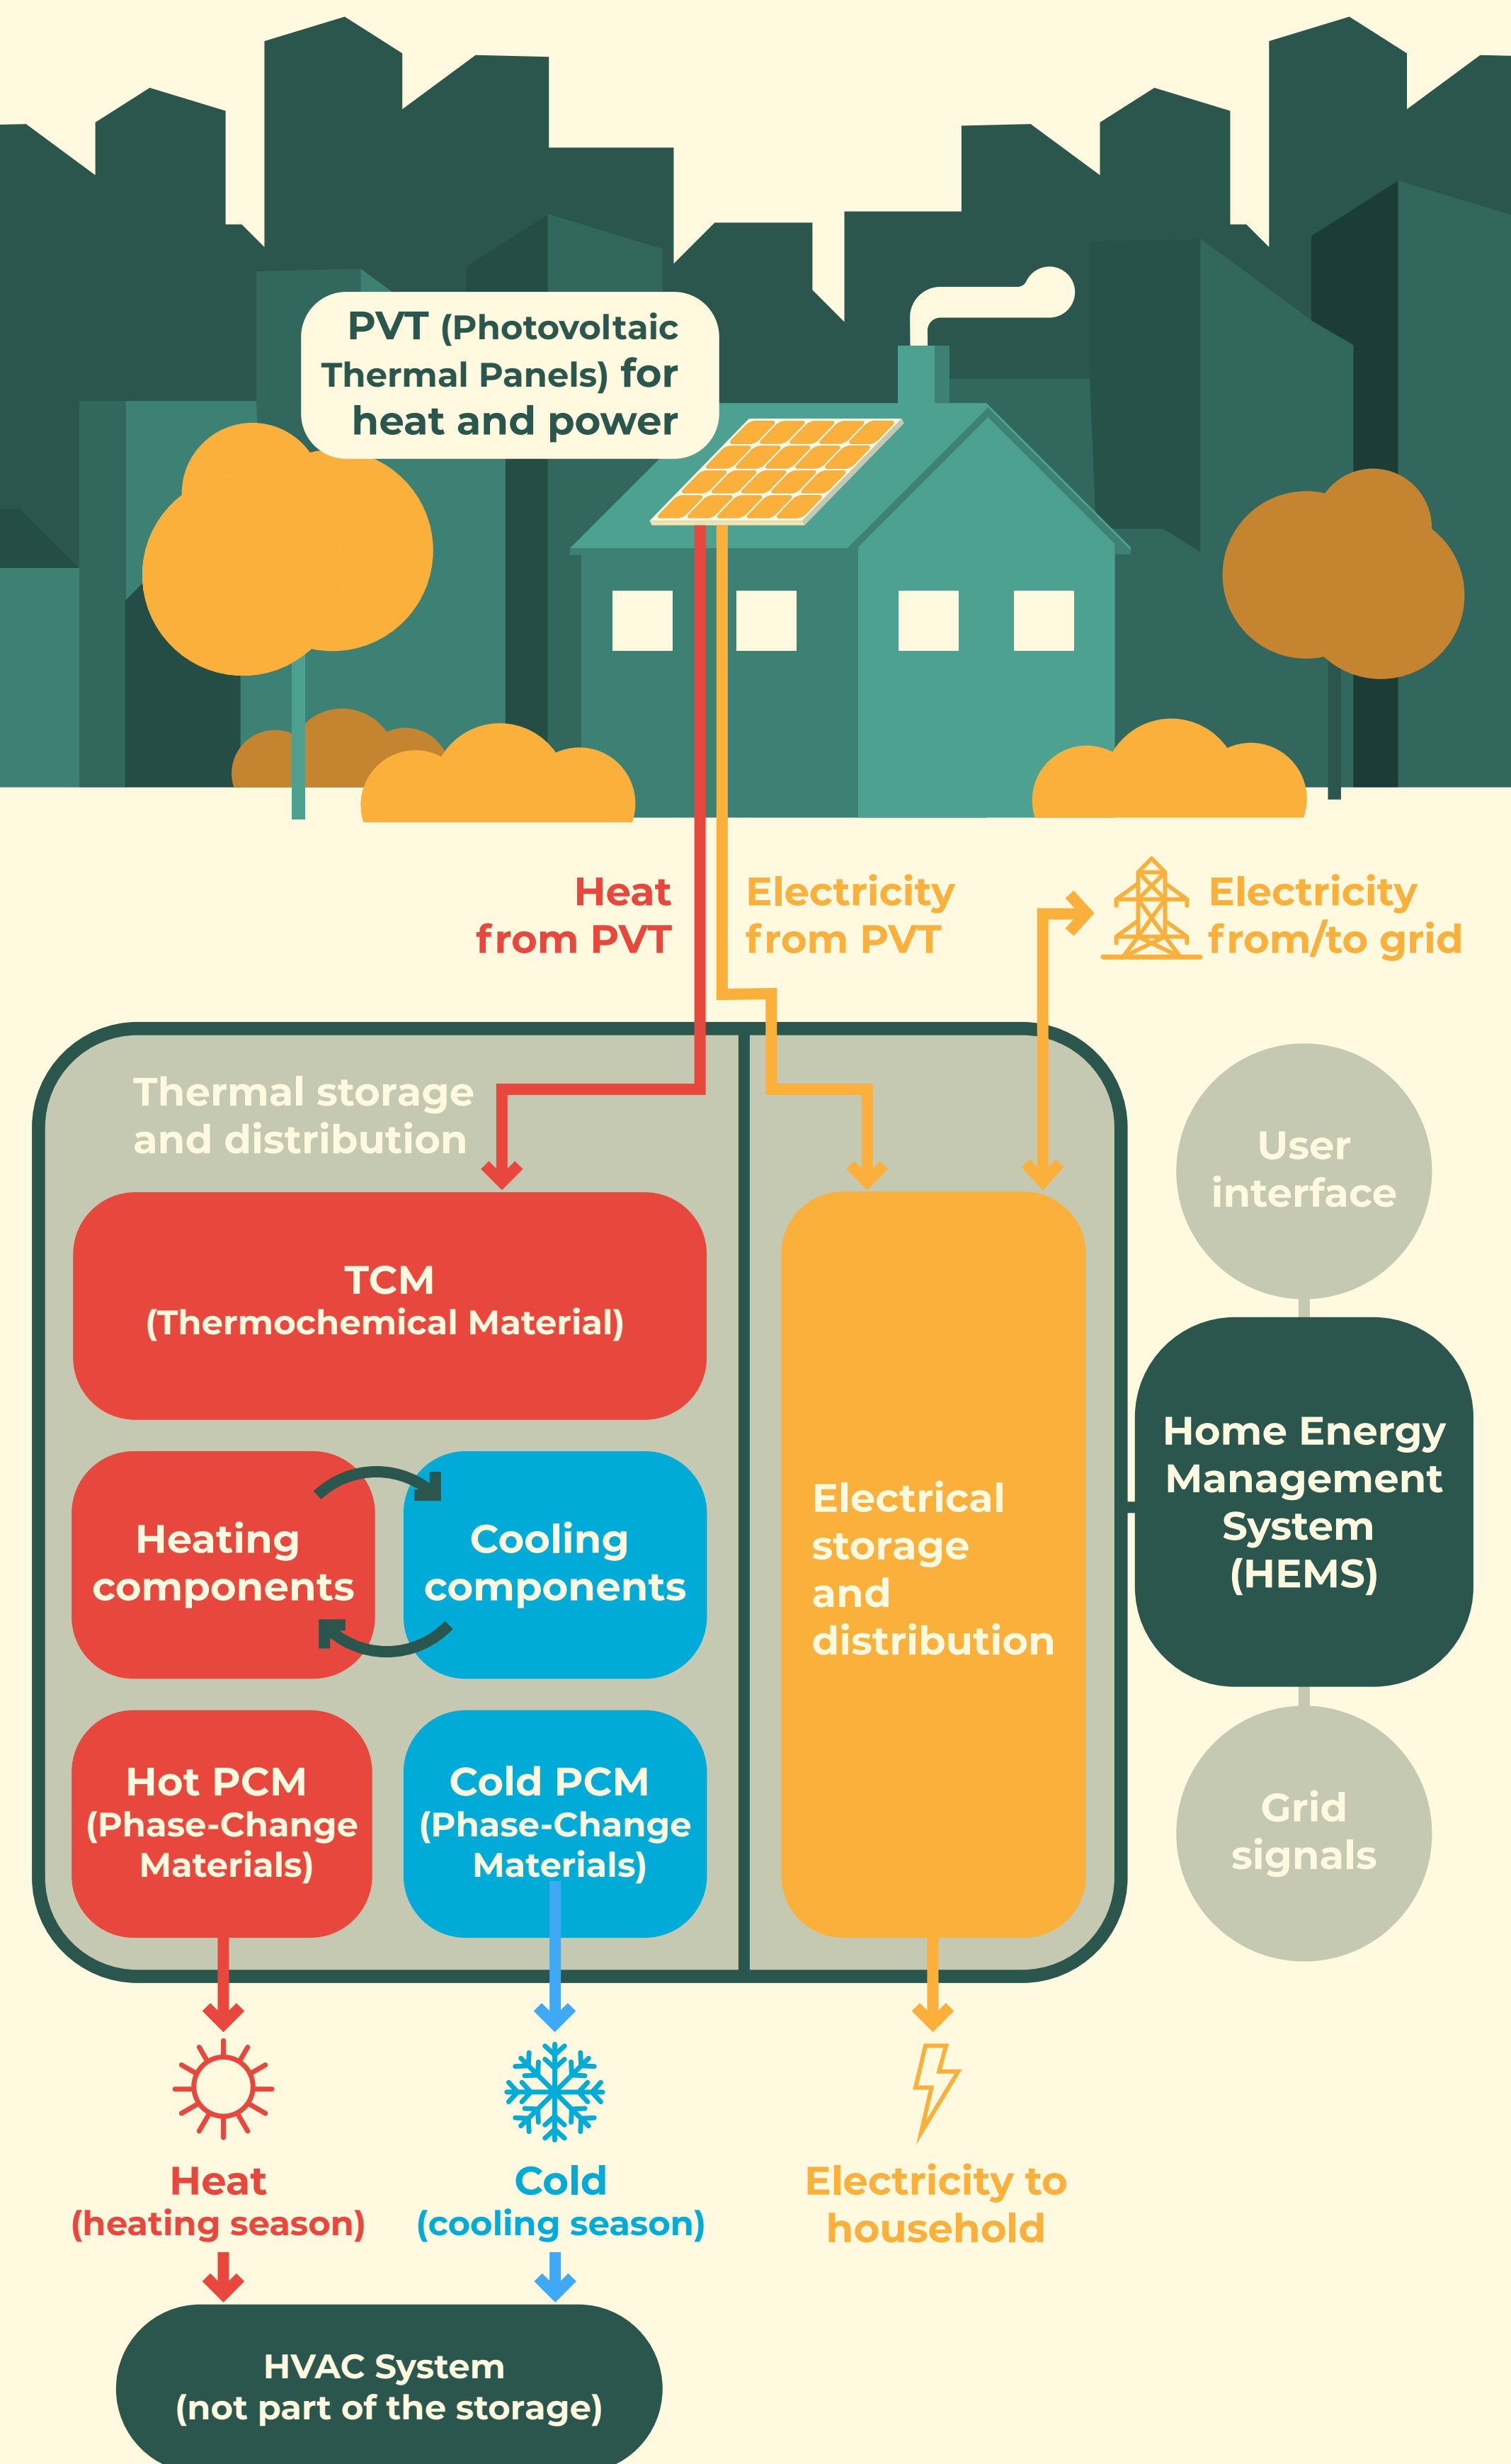 PVT (Photovoltaic
Thermal Panels) for
heat and power
Heat
from PVT
Electricity
from PVT
Electricity
from/to grid
Thermal storage
and distribution
TCM
(Thermochemical Material)
Heating
components
Cooling
components
Hot PCM
(Phase-Change
Materials)
Cold PCM
(Phase-Change
Materials)
Electrical
storage
and
distribution
User
interface
Home Energy
Management
System
(HEMS)
Grid
signals
Heat
(heating season)
Cold
(cooling season)
Electricity to
household
HVAC System
(not part of the storage)